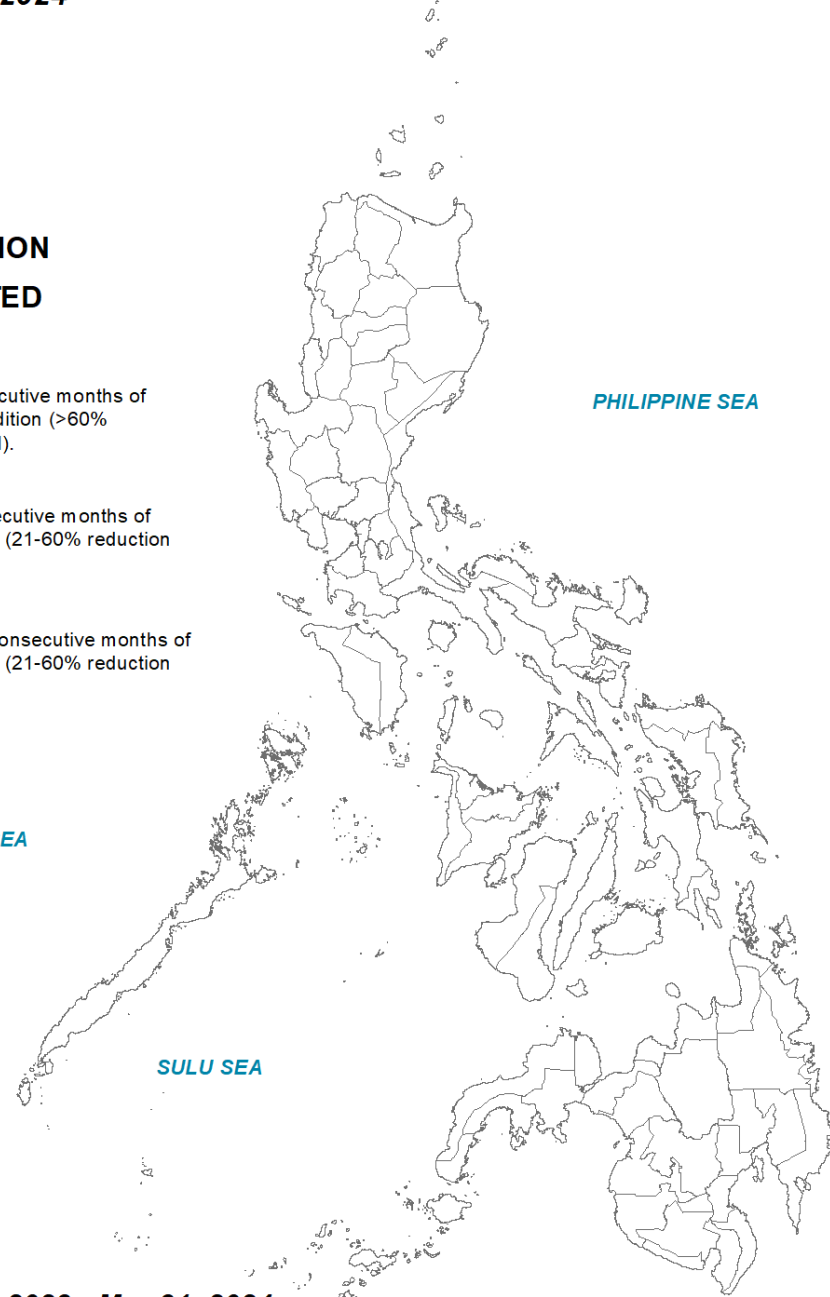 ION
TED
cutive months of
dition (>60%
).
ecutive months of
(21-60% reduction
onsecutive months of
(21-60% reduction
PHILIPPINE SEA
EA
SULU SEA